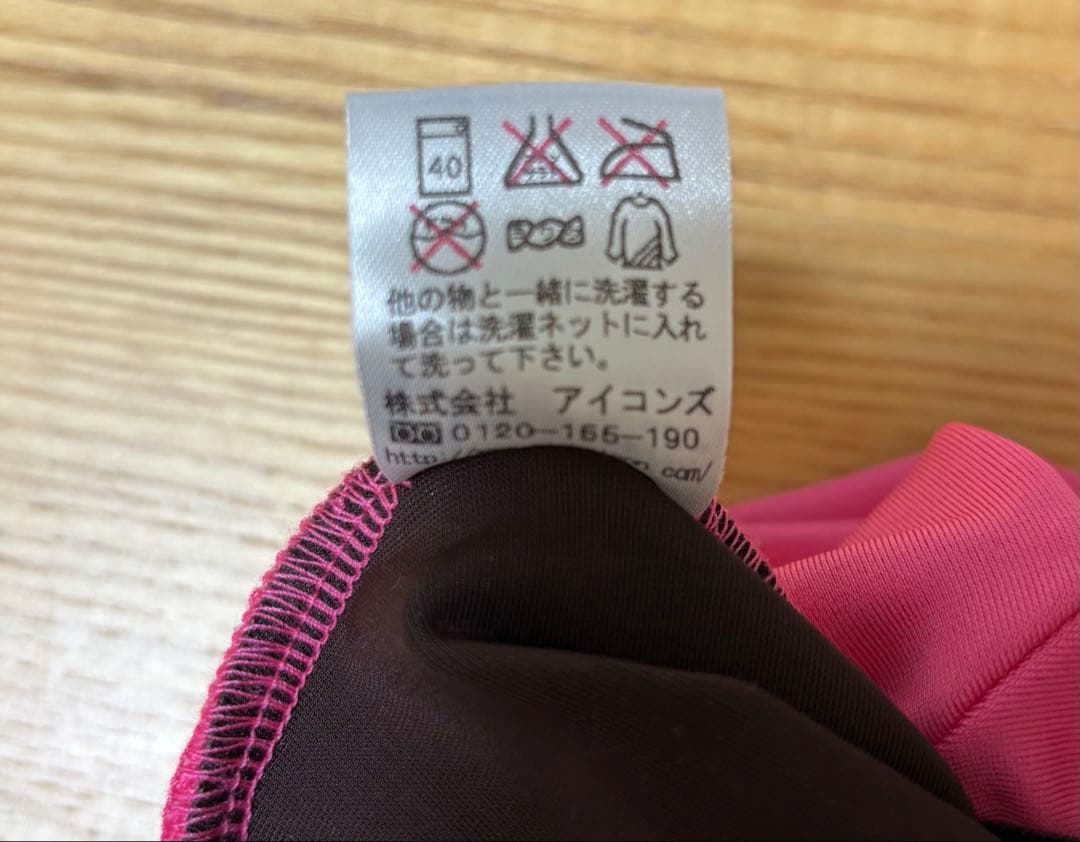 40
他の物と一緒に洗濯する
場合は洗濯ネットに入れ
て洗って下さい。
株式会社 アイコンズ
0120-165-190
http://
com/